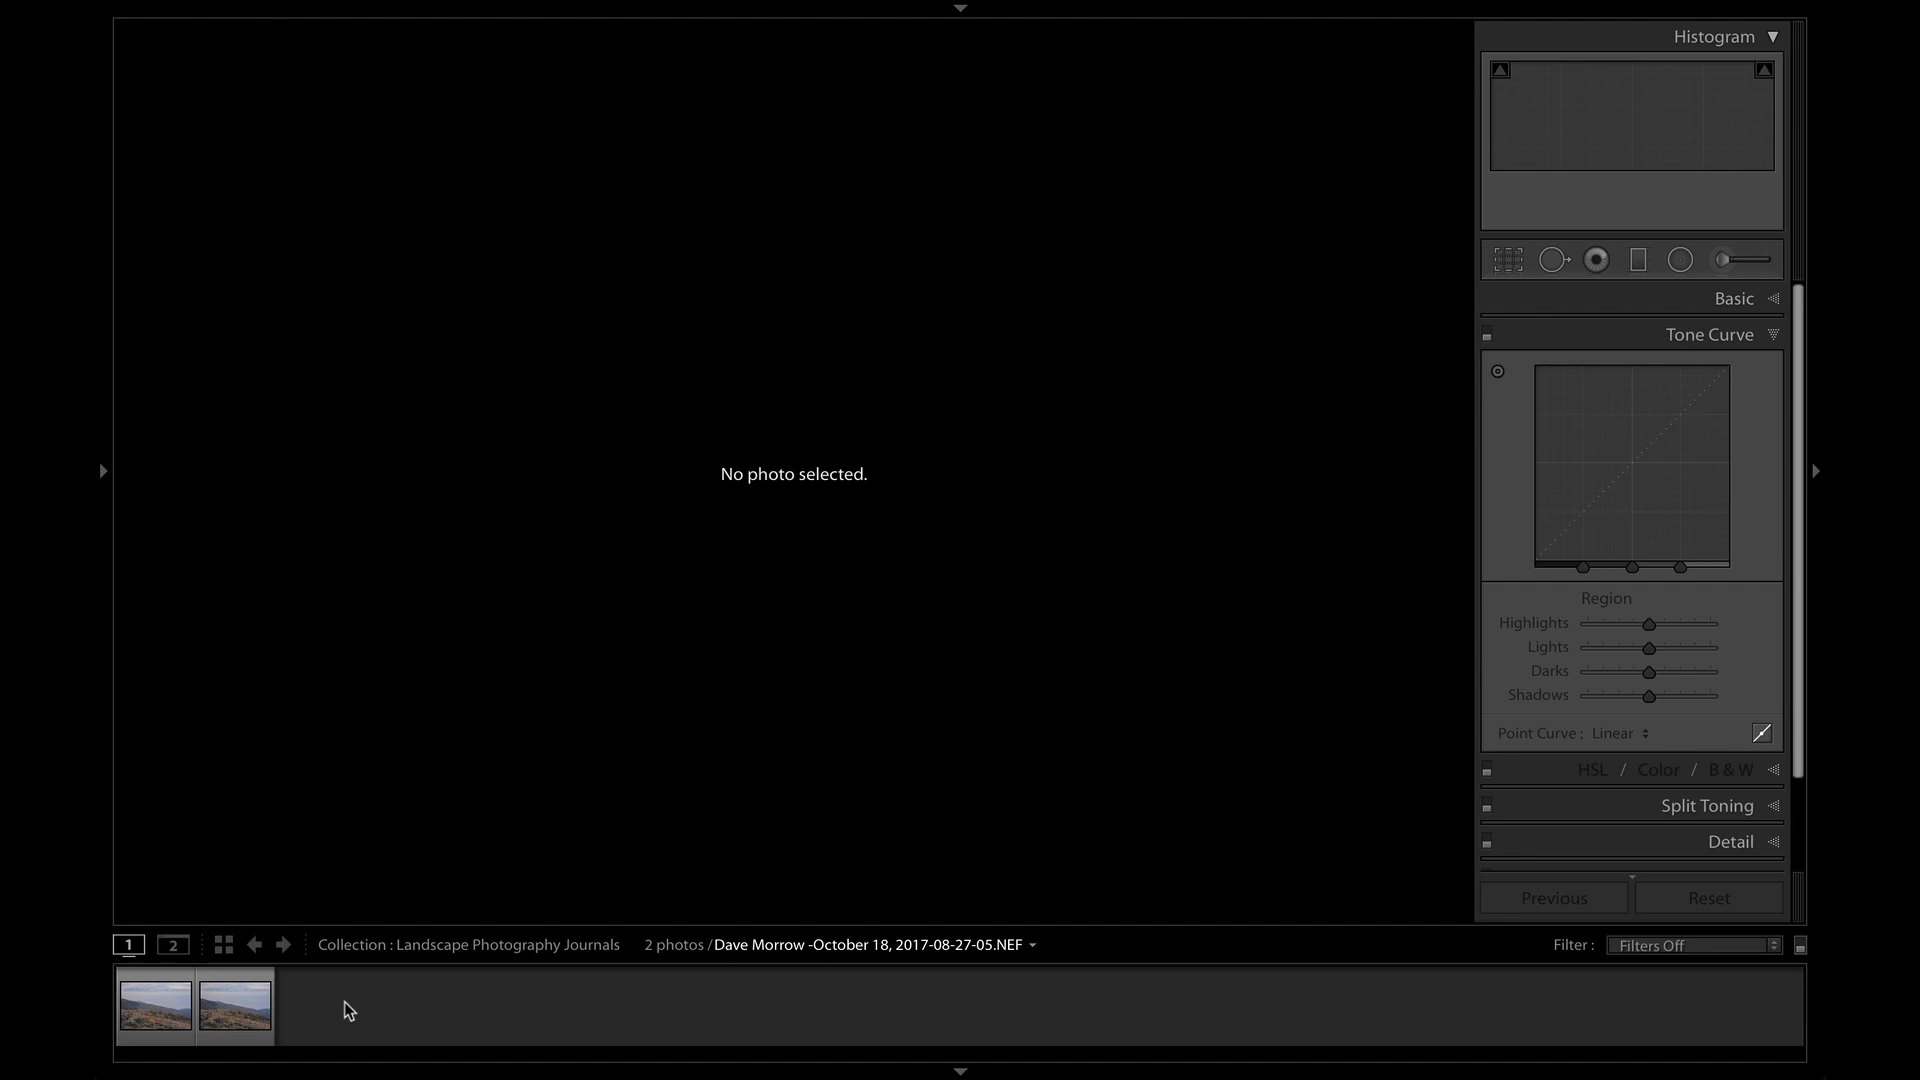 Histogram
Basic
Tone Curve
No photo selected.
Region
Highlights
Lights
Darks
Shadows
Point Curve : Linear
HSL / Color / B & W
Split Toning
Detail
Previous Reset
1 2 Collection : Landscape Photography Journals 2 photos / Dave Morrow -October 18, 2017-08-27-05.NEF Filter : Filters Off